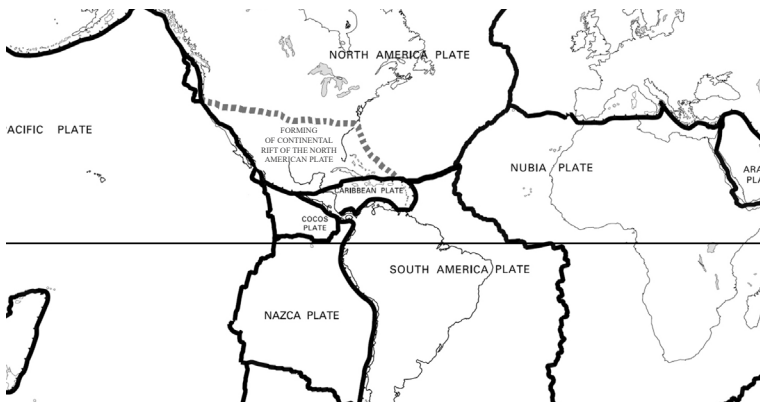 NORTH AMERICA PLATE
ACIFIC PLATE
FORMING
OF CONTINENTAL
RIFT OF THE NORTH
AMERICAN PLATE
NUBIA PLATE
ARA
PLA
ARIBBEAN PLATE
COCOS
PLATE
SOUTH AMERICA PLATE
NAZCA PLATE